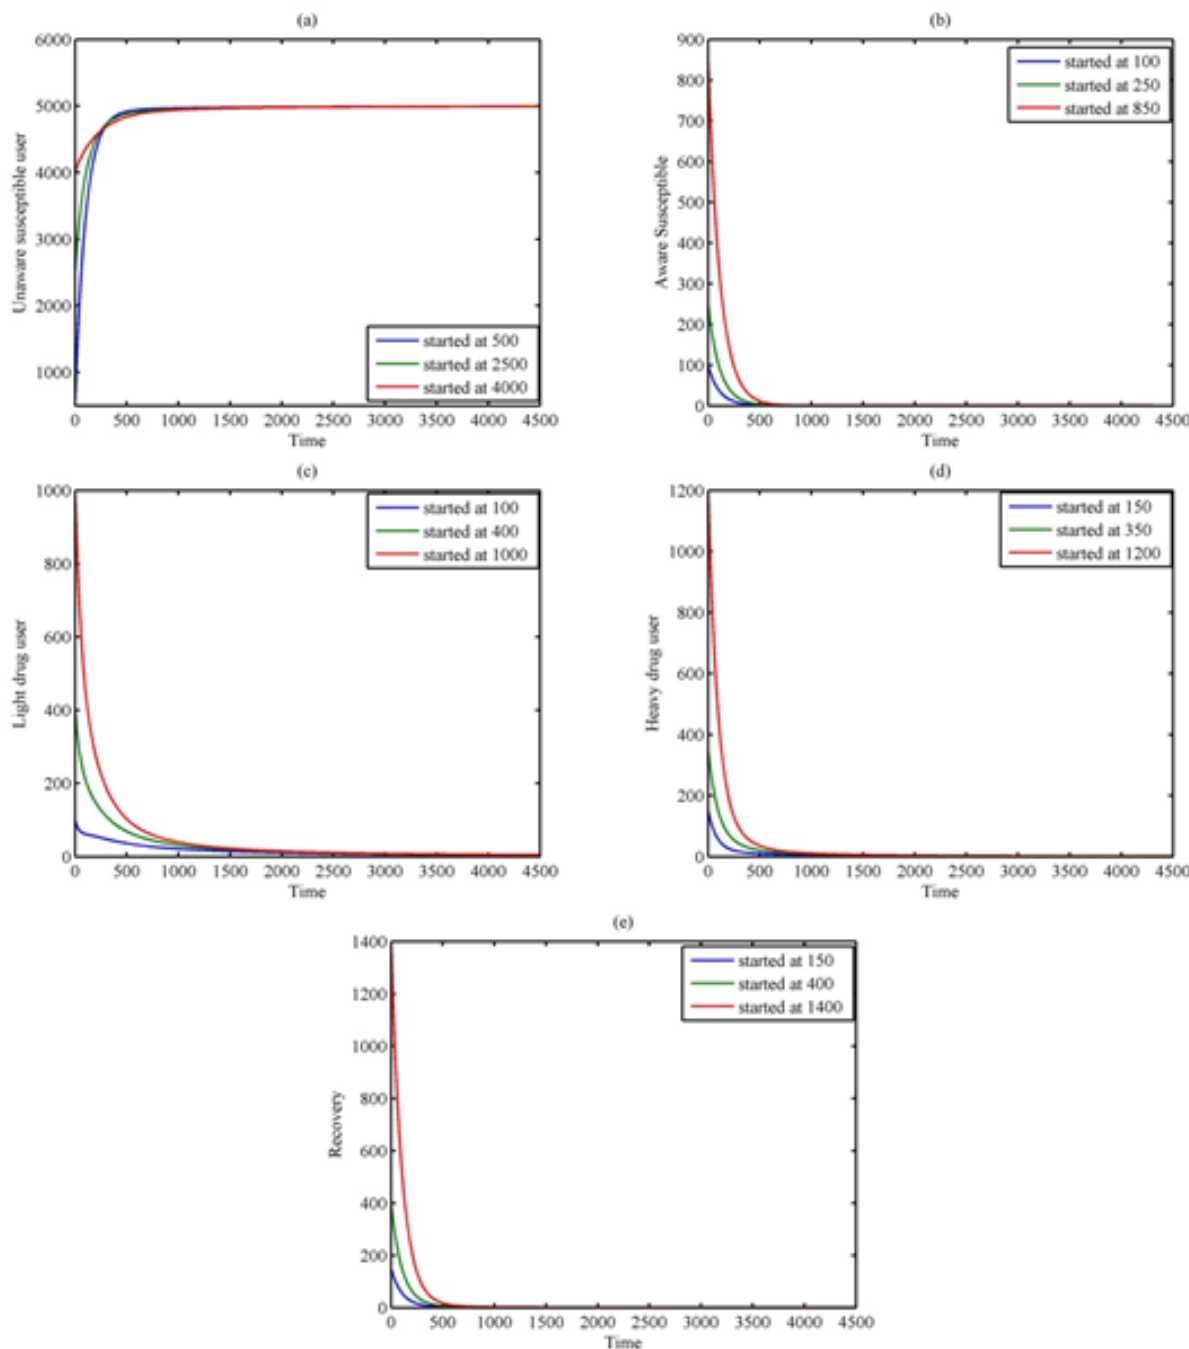 (a)
6000
5000
4000
3000
2000
1000
Unaware susceptible user
started at 500
started at 2500
started at 4000
0 500 1000 1500 2000 2500 3000 3500 4000 4500
Time
(b)
900
800
700
600
500
400
300
200
100
0
Aware Susceptible
started at 100
started at 250
started at 850
0 500 1000 1500 2000 2500 3000 3500 4000 4500
Time
(c)
1000
800
600
400
200
0
Light drug user
started at 100
started at 400
started at 1000
0 500 1000 1500 2000 2500 3000 3500 4000 4500
Time
(d)
1200
1000
800
600
400
200
0
Heavy drug user
started at 150
started at 350
started at 1200
0 500 1000 1500 2000 2500 3000 3500 4000 4500
Time
(e)
1400
1200
1000
800
600
400
200
0
Recovery
started at 150
started at 400
started at 1400
0 500 1000 1500 2000 2500 3000 3500 4000 4500
Time